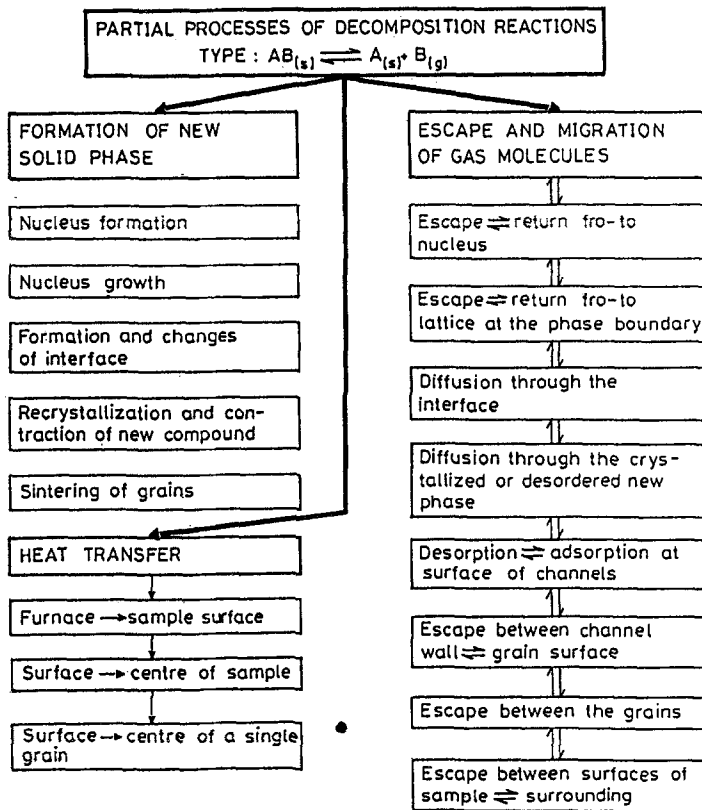 PARTIAL PROCESSES OF DECOMPOSITION REACTIONS
TYPE : AB(s) ⇌ A(s)+ B(g)
FORMATION OF NEW
SOLID PHASE
Nucleus formation
Nucleus growth
Formation and changes
of interface
Recrystallization and con-
traction of new compound
Sintering of grains
HEAT TRANSFER
Furnace → sample surface
Surface → centre of sample
Surface → centre of a single
grain
ESCAPE AND MIGRATION
OF GAS MOLECULES
Escape ⇌ return fro-to
nucleus
Escape ⇌ return fro-to
lattice at the phase boundary
Diffusion through the
interface
Diffusion through the crys-
tallized or desordered new
phase
Desorption ⇌ adsorption at
surface of channels
Escape between channel
wall ⇌ grain surface
Escape between the grains
Escape between surfaces of
sample ⇌ surrounding